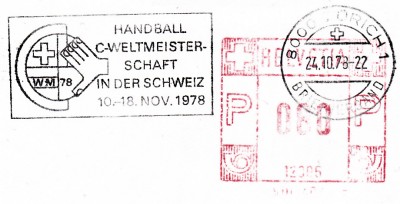 HANDBALL
C-WELTMEISTER-
SCHAFT
IN DER SCHWEIZ
10.-18. NOV. 1978
WM 78
8000 ZÜRICH 1
24.10.78-22
HELVETIA
P 060 P